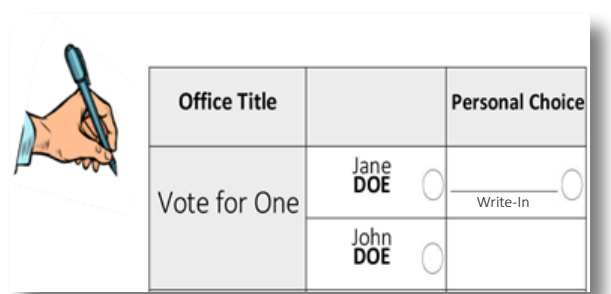 Office Title
Personal Choice
Vote for One
Jane
DOE
Write-In
John
DOE